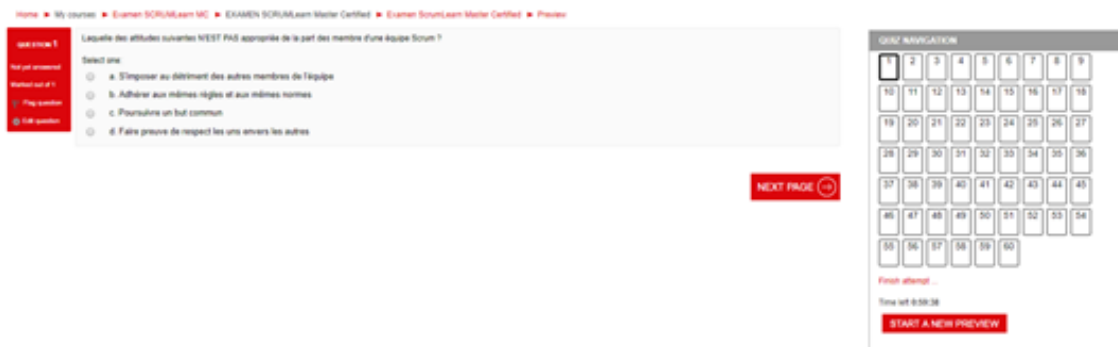 Home ► My courses ► Examen SCRUMLearn MC ► EXAMEN SCRUMLearn Master Certified ► Examen ScrumLearn Master Certified ► Preview
QUESTION 1
Not yet answered
Marked out of 1
Flag question
Edit question
Laquelle des attitudes suivantes N'EST PAS appropriée de la part des membre d'une équipe Scrum ?
Select one:
a. S'imposer au détriment des autres membres de l'équipe
b. Adhérer aux mêmes règles et aux mêmes normes
c. Poursuivre un but commun
d. Faire preuve de respect les uns envers les autres
NEXT PAGE
QUIZ NAVIGATION
1 2 3 4 5 6 7 8 9
10 11 12 13 14 15 16 17 18
19 20 21 22 23 24 25 26 27
28 29 30 31 32 33 34 35 36
37 38 39 40 41 42 43 44 45
46 47 48 49 50 51 52 53 54
55 56 57 58 59 60
Finish attempt ...
Time left 0:59:38
START A NEW PREVIEW